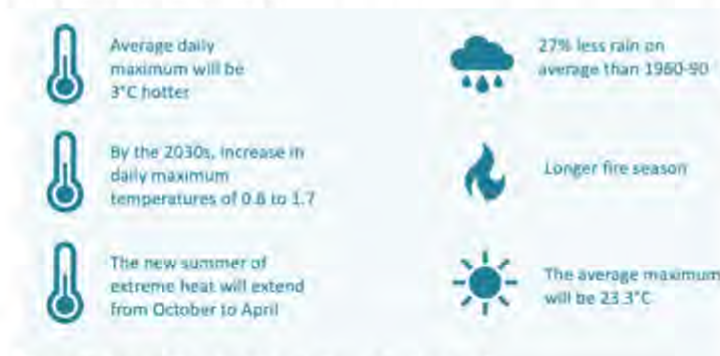 Average daily
maximum will be
3°C hotter
By the 2030s, increase in
daily maximum
temperatures of 0.8 to 1.7
The new summer of
extreme heat will extend
from October to April
27% less rain on
average than 1960-90
Longer fire season
The average maximum
will be 23.3°C